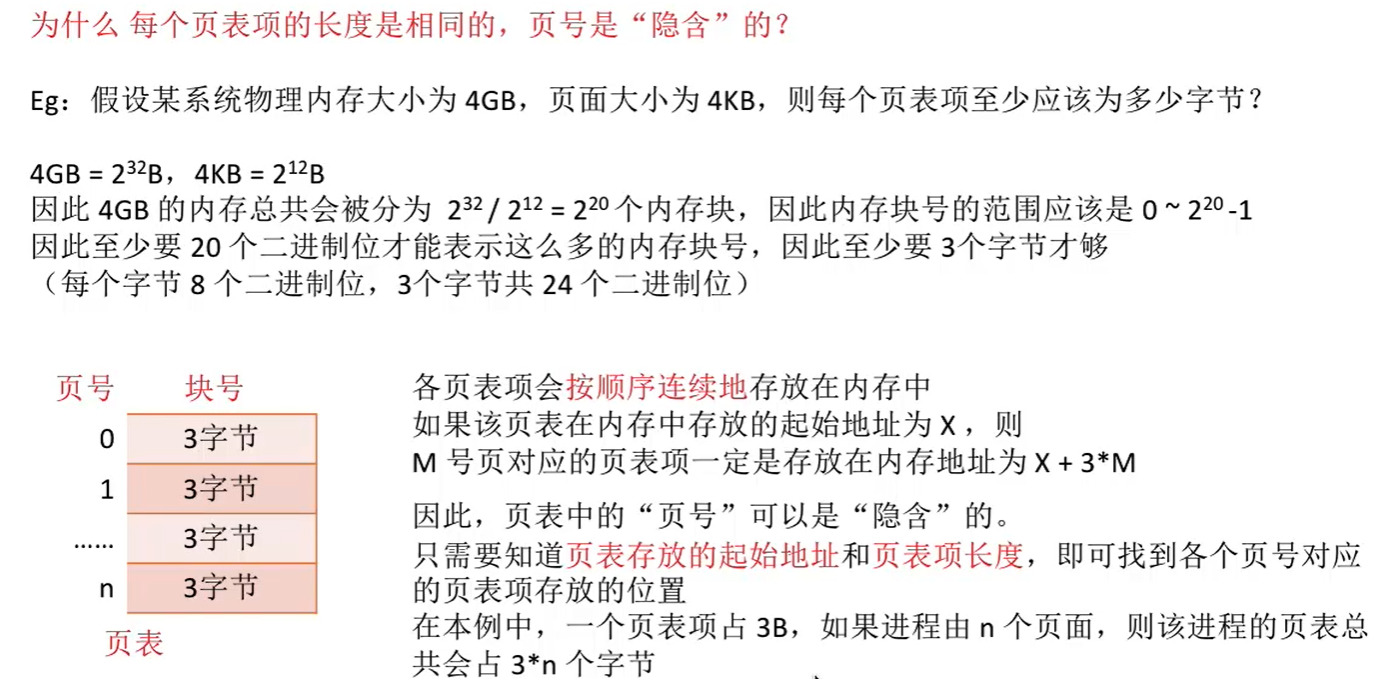 为什么 每个页表项的长度是相同的，页号是“隐含”的？
Eg：假设某系统物理内存大小为 4GB，页面大小为 4KB，则每个页表项至少应该为多少字节？
4GB = 2³²B，4KB = 2¹²B
因此 4GB 的内存总共会被分为 2³² / 2¹² = 2²⁰ 个内存块，因此内存块号的范围应该是 0 ~ 2²⁰ -1
因此至少要 20 个二进制位才能表示这么多的内存块号，因此至少要 3个字节才够
（每个字节 8 个二进制位，3个字节共 24 个二进制位）
页号 块号
0 3字节
1 3字节
…… 3字节
n 3字节
页表
各页表项会按顺序连续地存放在内存中
如果该页表在内存中存放的起始地址为 X ，则
M 号页对应的页表项一定是存放在内存地址为 X + 3*M
因此，页表中的“页号”可以是“隐含”的。
只需要知道页表存放的起始地址和页表项长度，即可找到各个页号对应
的页表项存放的位置
在本例中，一个页表项占 3B，如果进程由 n 个页面，则该进程的页表总
共会占 3*n 个字节